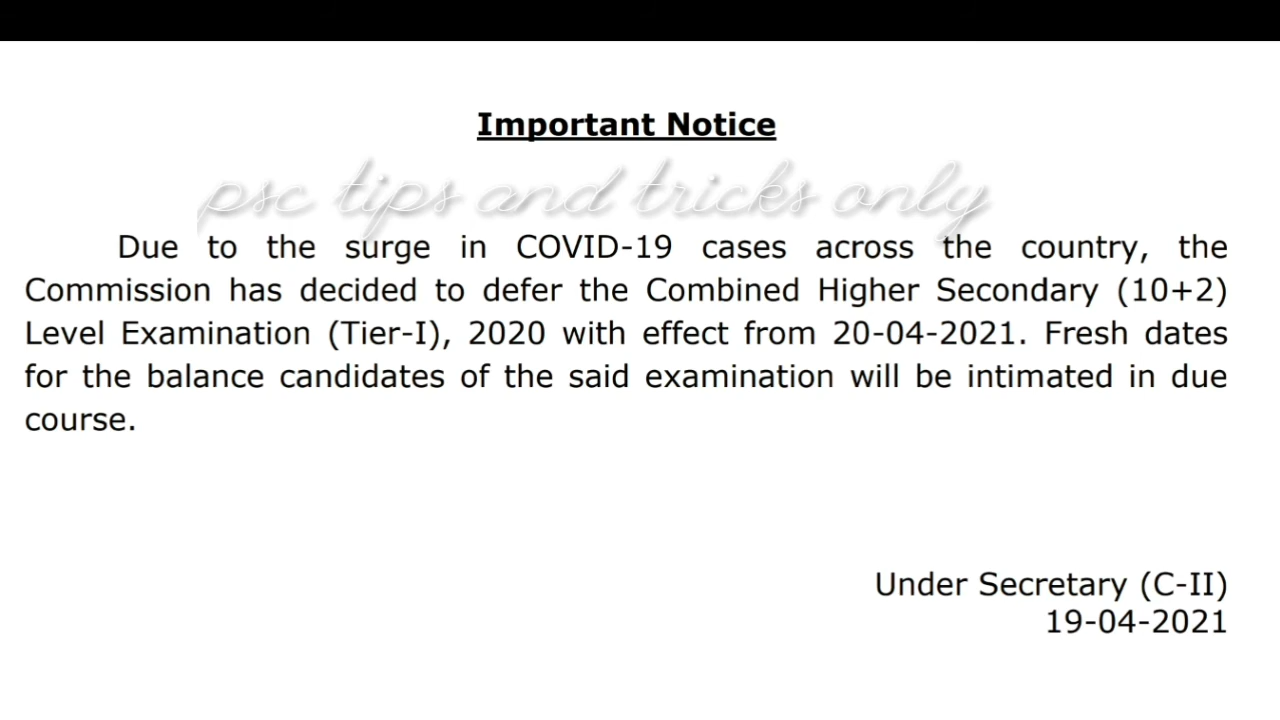 Important Notice
psc tips and tricks only
Due to the surge in COVID-19 cases across the country, the
Commission has decided to defer the Combined Higher Secondary (10+2)
Level Examination (Tier-I), 2020 with effect from 20-04-2021. Fresh dates
for the balance candidates of the said examination will be intimated in due
course.
Under Secretary (C-II)
19-04-2021